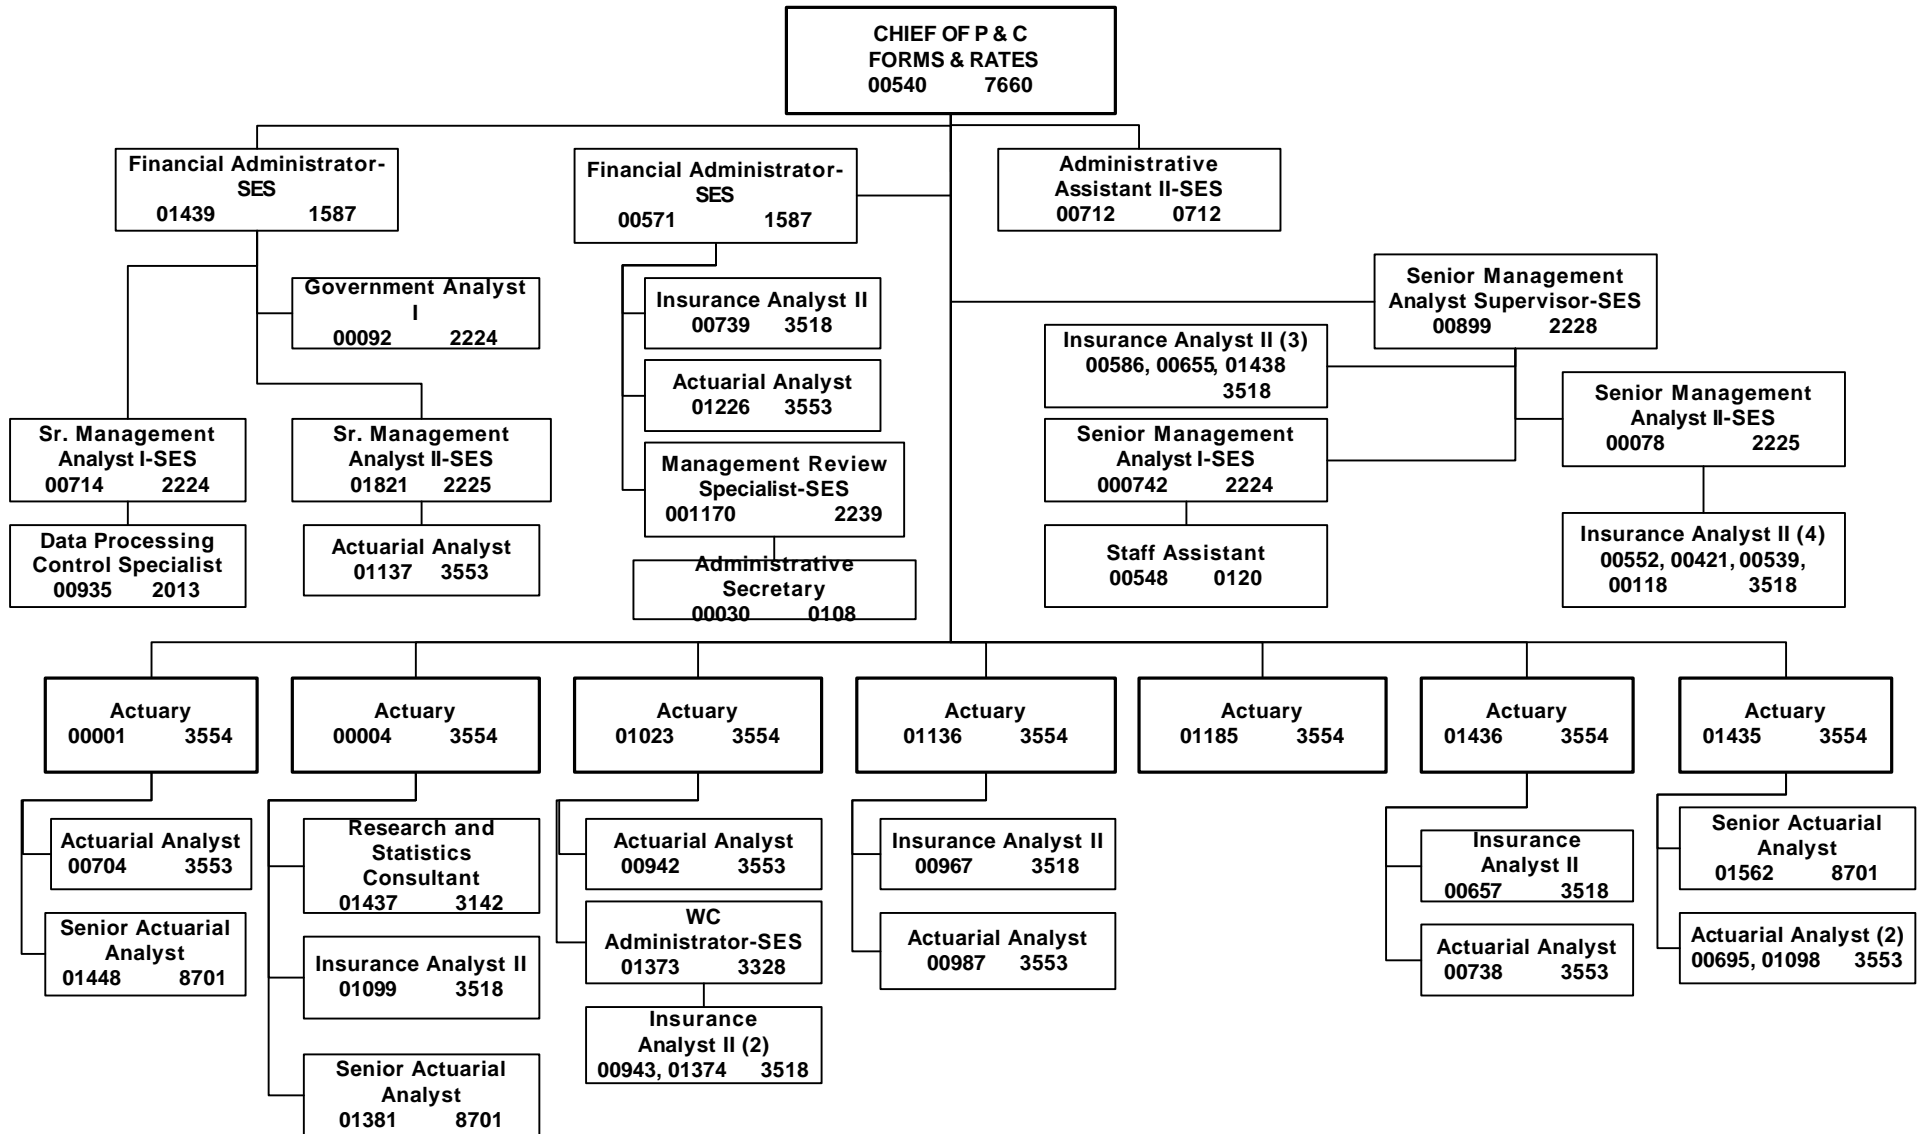 CHIEF OF P & C
FORMS & RATES
00540 7660
Financial Administrator-
SES
01439 1587
Financial Administrator-
SES
00571 1587
Administrative
Assistant II-SES
00712 0712
Government Analyst
I
00092 2224
Insurance Analyst II
00739 3518
Senior Management
Analyst Supervisor-SES
00899 2228
Insurance Analyst II (3)
00586, 00655, 01438
3518
Actuarial Analyst
01226 3553
Senior Management
Analyst II-SES
00078 2225
Sr. Management
Analyst I-SES
00714 2224
Sr. Management
Analyst II-SES
01821 2225
Management Review
Specialist-SES
001170 2239
Senior Management
Analyst I-SES
000742 2224
Data Processing
Control Specialist
00935 2013
Actuarial Analyst
01137 3553
Administrative
Secretary
00030 0108
Staff Assistant
00548 0120
Insurance Analyst II (4)
00552, 00421, 00539,
00118 3518
Actuary
00001 3554
Actuary
00004 3554
Actuary
01023 3554
Actuary
01136 3554
Actuary
01185 3554
Actuary
01436 3554
Actuary
01435 3554
Actuarial Analyst
00704 3553
Senior Actuarial
Analyst
01448 8701
Research and
Statistics
Consultant
01437 3142
Insurance Analyst II
01099 3518
Senior Actuarial
Analyst
01381 8701
Actuarial Analyst
00942 3553
WC
Administrator-SES
01373 3328
Insurance
Analyst II (2)
00943, 01374 3518
Insurance Analyst II
00967 3518
Actuarial Analyst
00987 3553
Insurance
Analyst II
00657 3518
Actuarial Analyst
00738 3553
Senior Actuarial
Analyst
01562 8701
Actuarial Analyst (2)
00695, 01098 3553